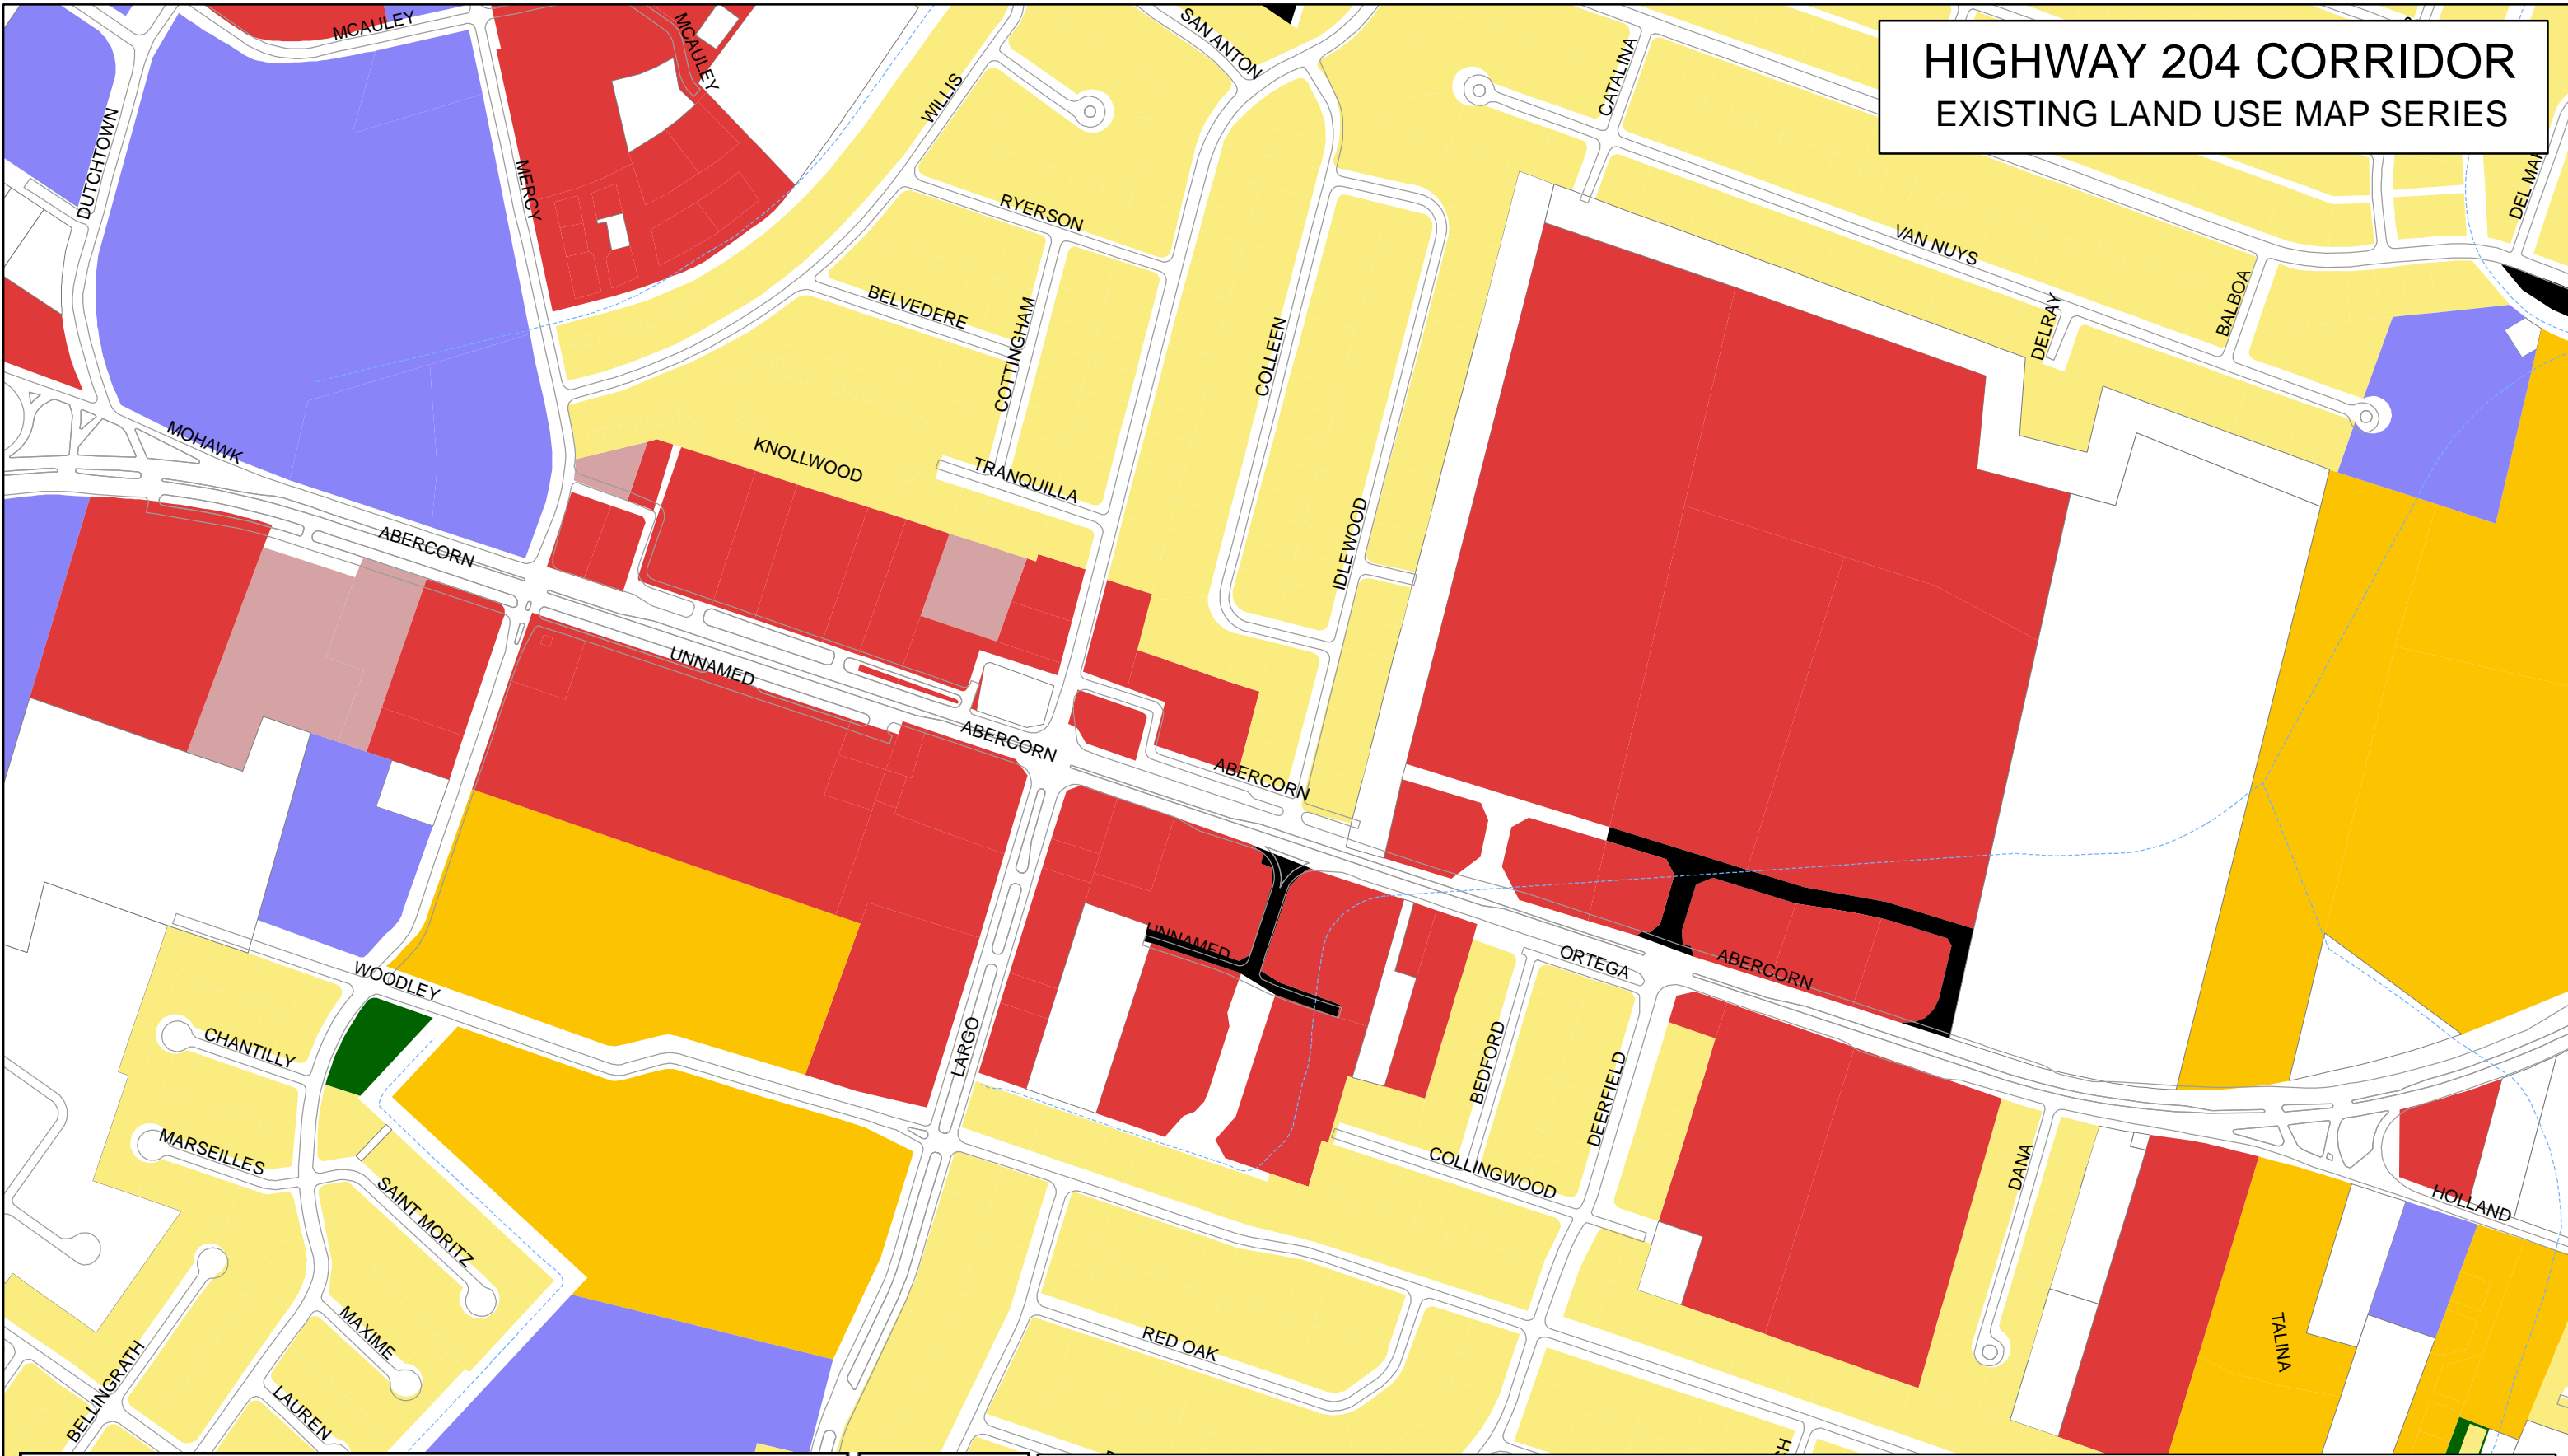 HIGHWAY 204 CORRIDOR
EXISTING LAND USE MAP SERIES
MCAULEY
MCAULEY
SAN ANTON
CATALINA
WILLIS
DUTCHTOWN
MERCY
RYERSON
VAN NUYS
BELVEDERE
COTTINGHAM
COLLEEN
DELRAY
BALBOA
MOHAWK
KNOLLWOOD
TRANQUILLA
IDLEWOOD
ABERCORN
UNNAMED
ABERCORN
ABERCORN
UNNAMED
ORTEGA
ABERCORN
WOODLEY
CHANTILLY
LARGO
BEDFORD
DEERFIELD
MARSEILLES
COLLINGWOOD
DANA
SAINT MORITZ
HOLLAND
MAXIME
RED OAK
TALINA
BELLINGRATH
LAUREN